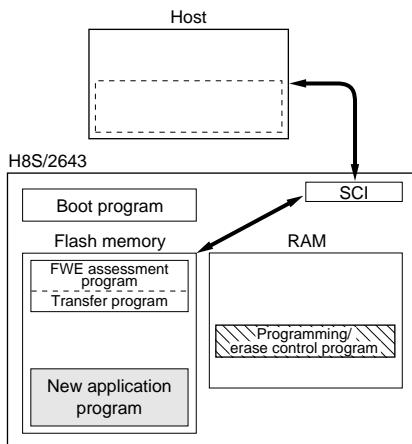 Host
H8S/2643
SCI
Boot program
Flash memory
RAM
FWE assessment
program
Transfer program
Programming/
erase control program
New application
program